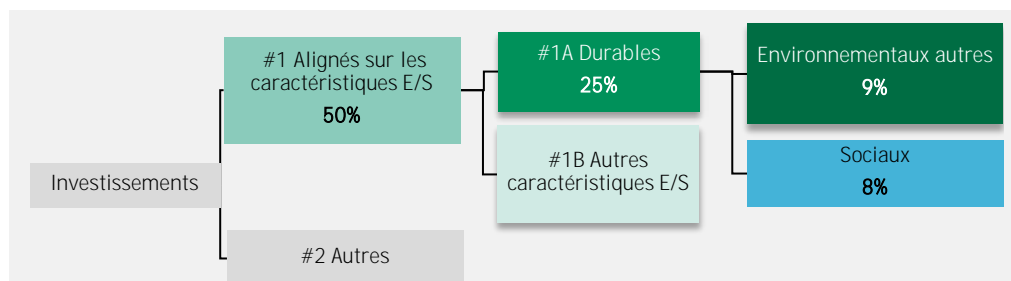 Investissements
#1 Alignés sur les
caractéristiques E/S
50%
#2 Autres
#1A Durables
25%
#1B Autres
caractéristiques E/S
Environnementaux autres
9%
Sociaux
8%